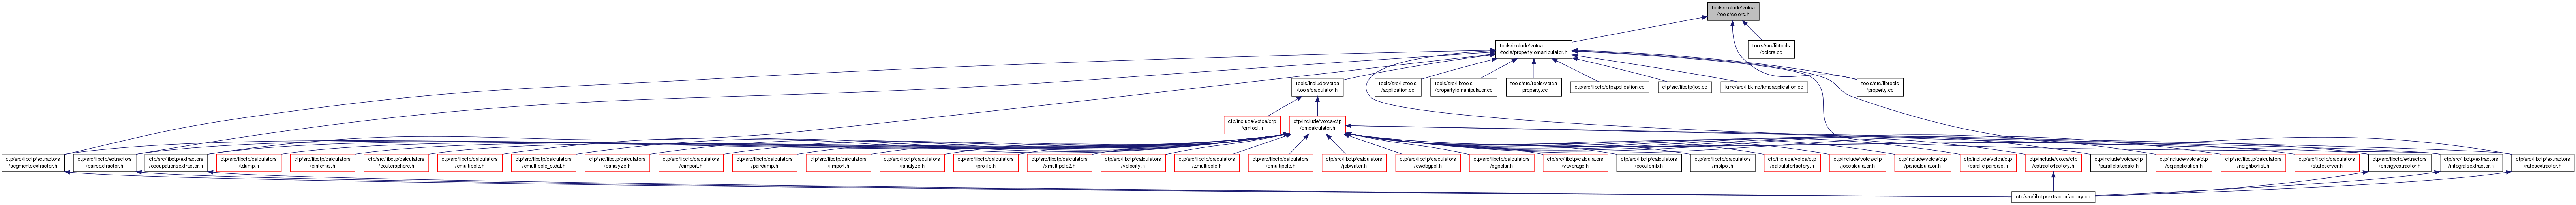 tools/include/votca
/tools/colors.h
tools/include/votca
/tools/propertyiomanipulator.h
tools/src/libtools
/colors.cc
tools/include/votca
/tools/calculator.h
tools/src/libtools
/application.cc
tools/src/libtools
/propertyiomanipulator.cc
tools/src/tools/votca
_property.cc
ctp/src/libctp/ctpapplication.cc
ctp/src/libctp/job.cc
kmc/src/libkmc/kmcapplication.cc
tools/src/libtools
/property.cc
ctp/include/votca/ctp
/qmtool.h
ctp/include/votca/ctp
/qmcalculator.h
ctp/src/libctp/extractors
/segmentsextractor.h
ctp/src/libctp/extractors
/pairsextractor.h
ctp/src/libctp/extractors
/occupationsextractor.h
ctp/src/libctp/calculators
/tdump.h
ctp/src/libctp/calculators
/einternal.h
ctp/src/libctp/calculators
/eoutersphere.h
ctp/src/libctp/calculators
/emultipole.h
ctp/src/libctp/calculators
/emultipole_stdal.h
ctp/src/libctp/calculators
/eanalyze.h
ctp/src/libctp/calculators
/eimport.h
ctp/src/libctp/calculators
/pairdump.h
ctp/src/libctp/calculators
/iimport.h
ctp/src/libctp/calculators
/ianalyze.h
ctp/src/libctp/calculators
/profile.h
ctp/src/libctp/calculators
/xmultipole2.h
ctp/src/libctp/calculators
/velocity.h
ctp/src/libctp/calculators
/zmultipole.h
ctp/src/libctp/calculators
/qmultipole.h
ctp/src/libctp/calculators
/jobwriter.h
ctp/src/libctp/calculators
/ewdbgpol.h
ctp/src/libctp/calculators
/cgpolar.h
ctp/src/libctp/calculators
/vaverage.h
ctp/src/libctp/calculators
/ecoulomb.h
ctp/src/libctp/calculators
/molpol.h
ctp/include/votca/ctp
/calculatorfactory.h
ctp/include/votca/ctp
/jobcalculator.h
ctp/include/votca/ctp
/paircalculator.h
ctp/include/votca/ctp
/parallelpaircalc.h
ctp/include/votca/ctp
/extractorfactory.h
ctp/include/votca/ctp
/parallelsitecalc.h
ctp/include/votca/ctp
/sqlapplication.h
ctp/src/libctp/calculators
/neighborlist.h
ctp/src/libctp/calculators
/stateserver.h
ctp/src/libctp/extractors
/energyextractor.h
ctp/src/libctp/extractors
/integralsextractor.h
ctp/src/libctp/extractors
/ratesextractor.h
ctp/src/libctp/extractorfactory.cc